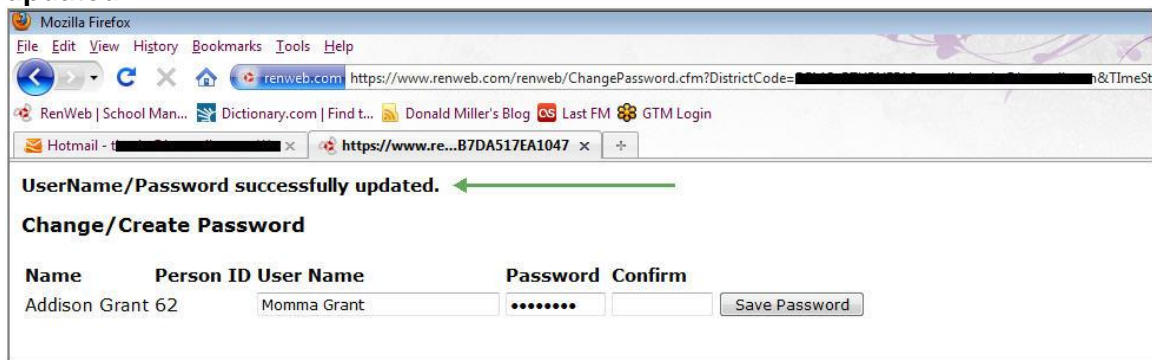 Mozilla Firefox
File Edit View History Bookmarks Tools Help
renweb.com https://www.renweb.com/renweb/ChangePassword.cfm?DistrictCode= n&TImeSt
RenWeb | School Man... Dictionary.com | Find t... Donald Miller's Blog Last FM GTM Login
Hotmail - t https://www.re...B7DA517EA1047
UserName/Password successfully updated.
Change/Create Password
Name Person ID User Name Password Confirm
Addison Grant 62 Momma Grant •••••••• Save Password